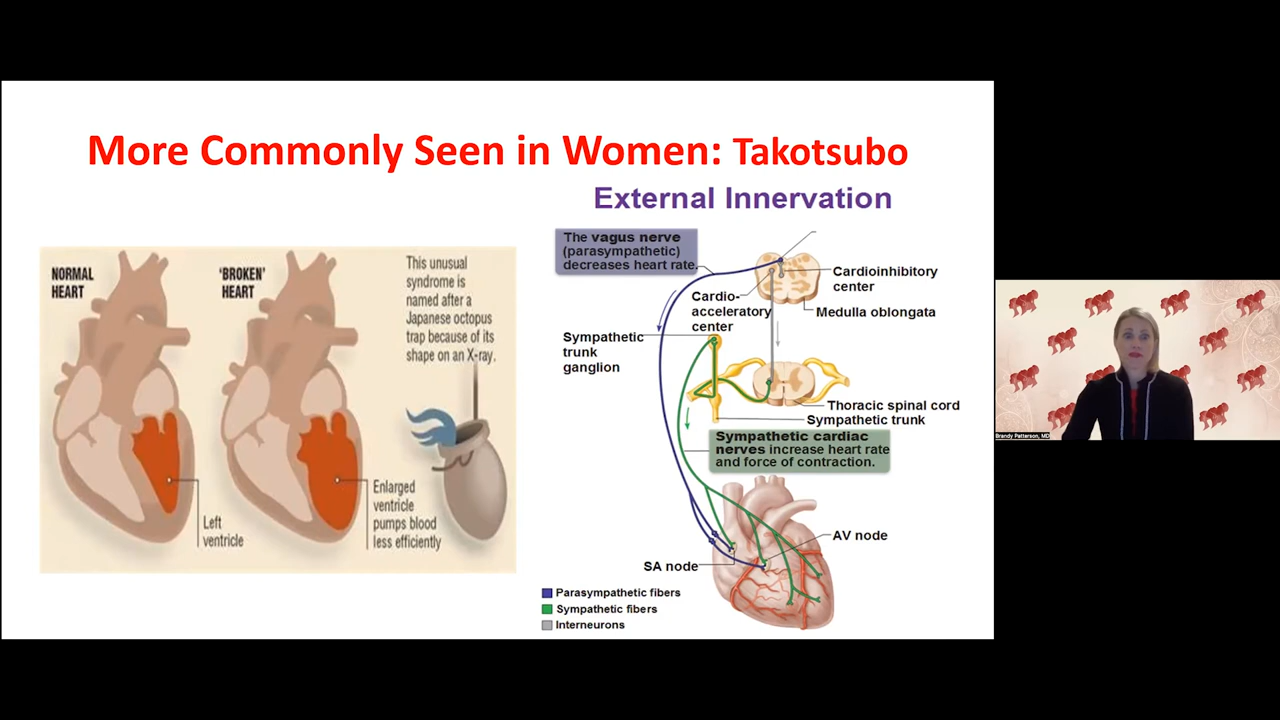 More Commonly Seen in Women: Takotsubo
NORMAL
HEART
'BROKEN'
HEART
This unusual
syndrome is
named after a
Japanese octopus
trap because of its
shape on an X-ray.
Left
ventricle
Enlarged
ventricle
pumps blood
less efficiently
External Innervation
The vagus nerve
(parasympathetic)
decreases heart rate.
Cardioinhibitory
center
Cardio-
acceleratory
center
Medulla oblongata
Sympathetic
trunk
ganglion
Thoracic spinal cord
Sympathetic trunk
Sympathetic cardiac
nerves increase heart rate
and force of contraction.
AV node
SA node
Parasympathetic fibers
Sympathetic fibers
Interneurons
Brandy Patterson, MD